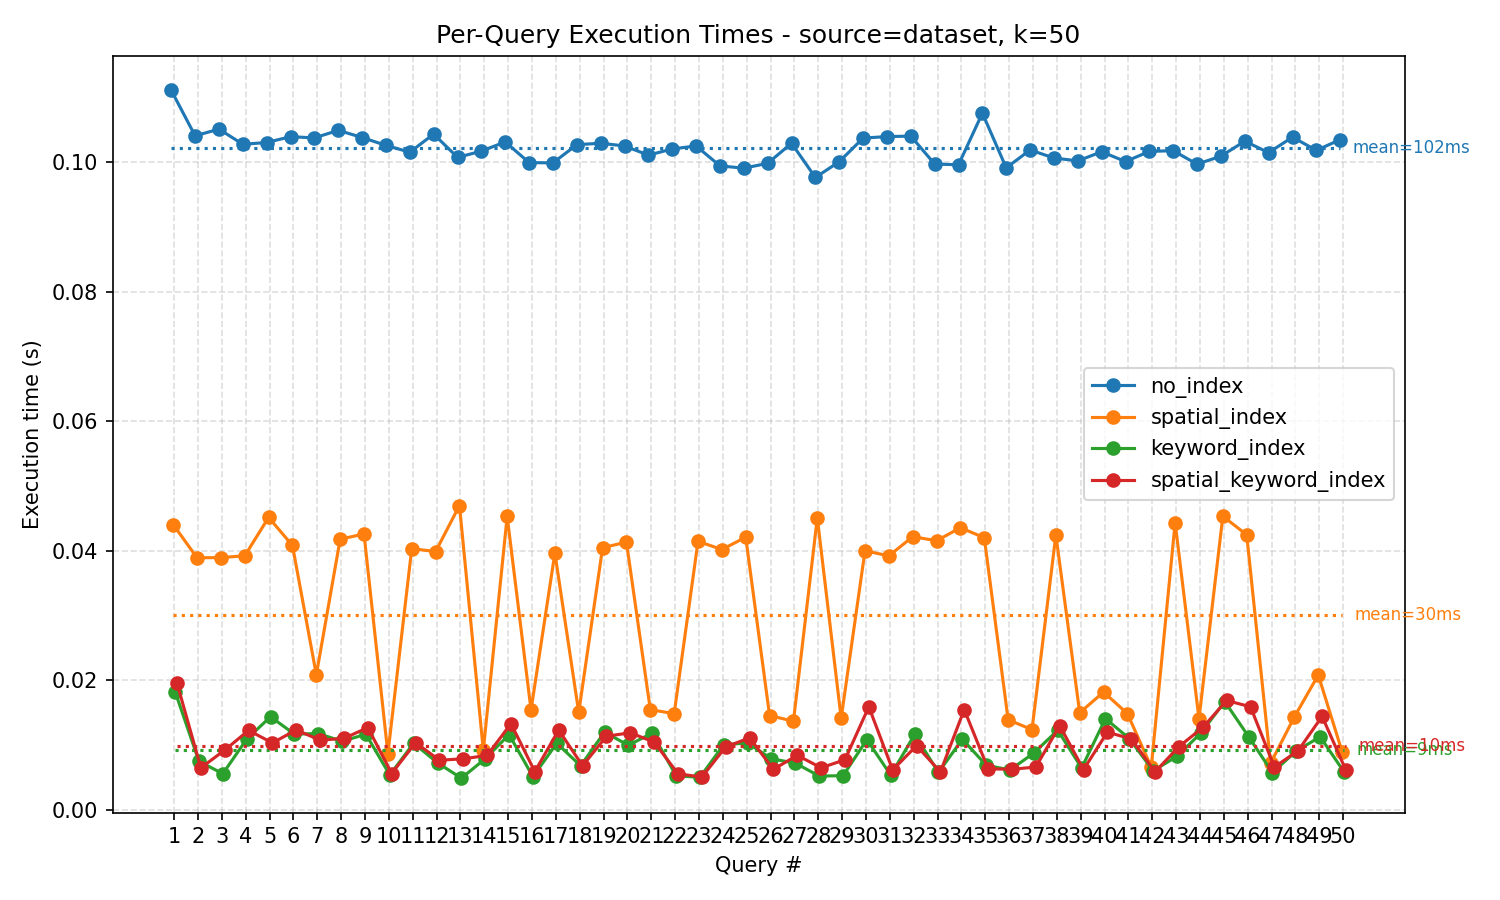 Per-Query Execution Times - source=dataset, k=50
Execution time (s)
0.10
0.08
0.06
0.04
0.02
0.00
mean=102ms
no_index
spatial_index
keyword_index
spatial_keyword_index
mean=30ms
mean=10ms
mean=9ms
1 2 3 4 5 6 7 8 9 10 11 12 13 14 15 16 17 18 19 20 21 22 23 24 25 26 27 28 29 30 31 32 33 34 35 36 37 38 39 40 41 42 43 44 45 46 47 48 49 50
Query #